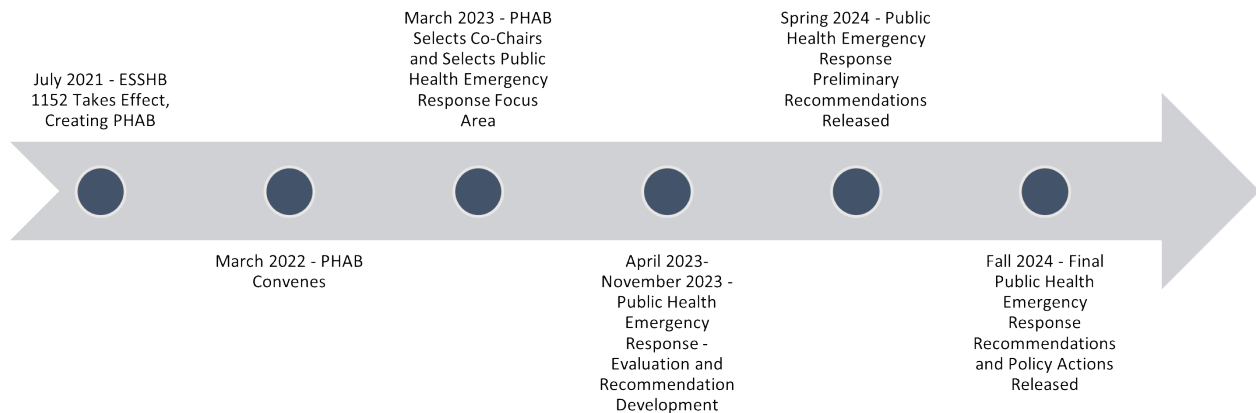 July 2021 - ESSHB
1152 Takes Effect,
Creating PHAB
March 2022 - PHAB
Convenes
March 2023 - PHAB
Selects Co-Chairs
and Selects Public
Health Emergency
Response Focus
Area
April 2023-
November 2023 -
Public Health
Emergency
Response -
Evaluation and
Recommendation
Development
Spring 2024 - Public
Health Emergency
Response
Preliminary
Recommendations
Released
Fall 2024 - Final
Public Health
Emergency
Response
Recommendations
and Policy Actions
Released